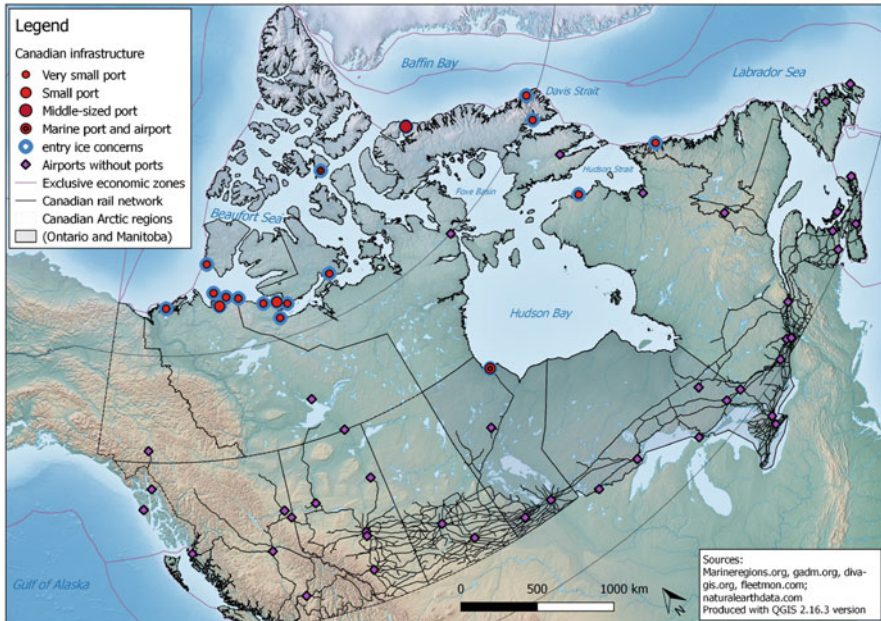 Legend
Canadian infrastructure
Very small port
Small port
Middle-sized port
Marine port and airport
entry ice concerns
Airports without ports
Exclusive economic zones
Canadian rail network
Canadian Arctic regions
(Ontario and Manitoba)
Baffin Bay
Labrador Sea
Davis Strait
Hudson Strait
Foxe Basin
Beaufort Sea
Hudson Bay
Gulf of Alaska
0 500 1000 km
N
Sources:
Marineregions.org, gadm.org, diva-
gis.org, fleetmon.com;
naturalearthdata.com
Produced with QGIS 2.16.3 version